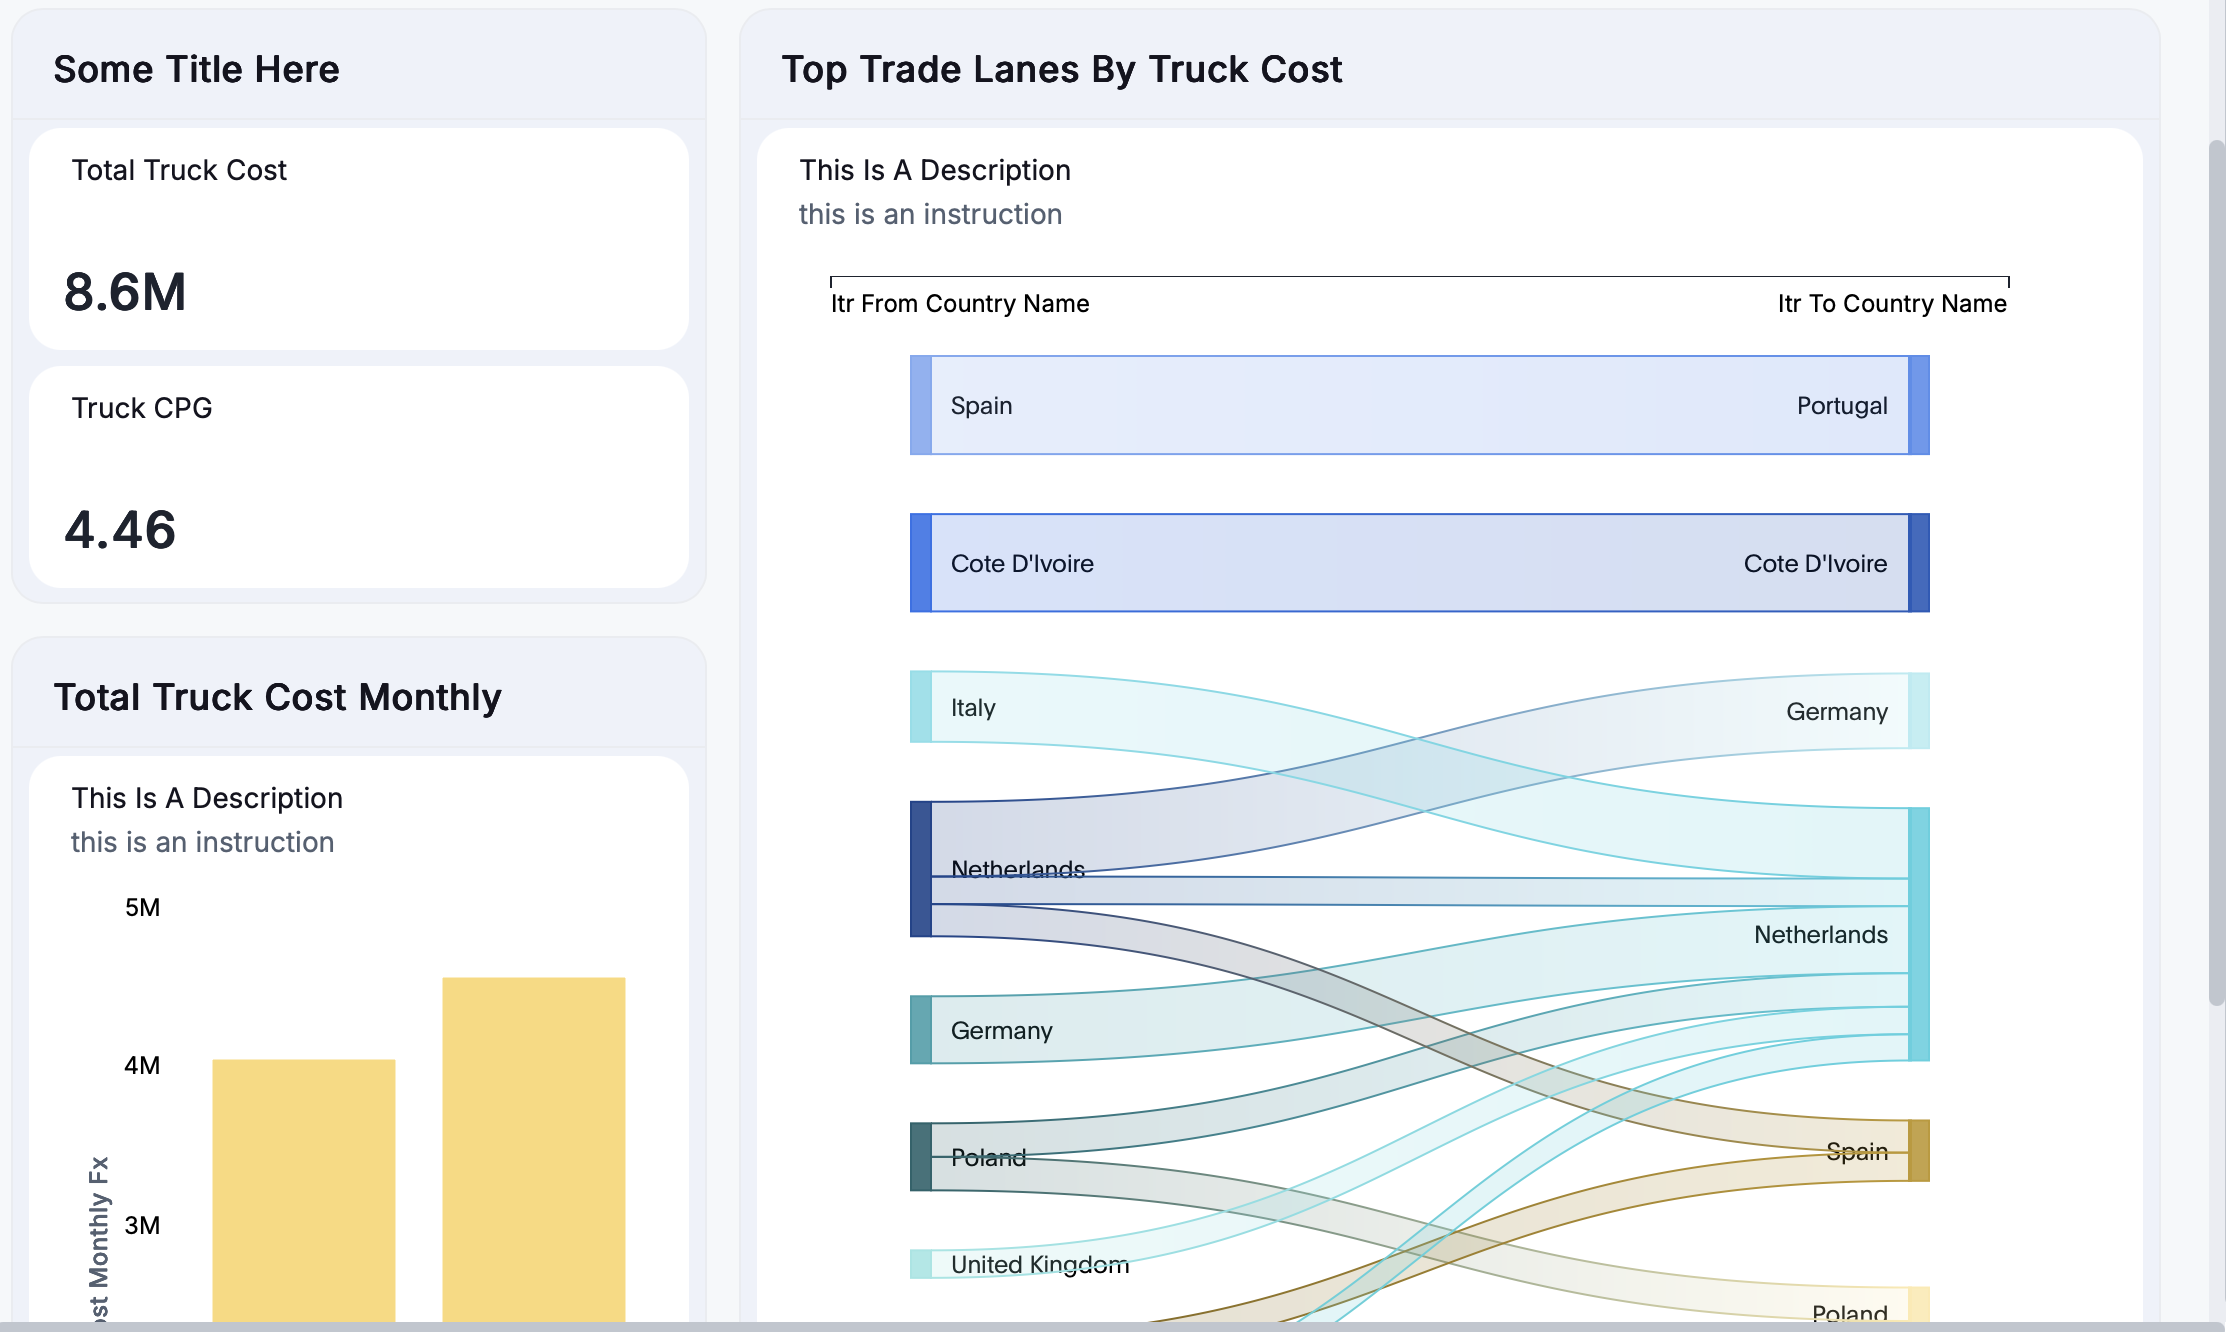 Some Title Here
Total Truck Cost
8.6M
Truck CPG
4.46
Total Truck Cost Monthly
This Is A Description
this is an instruction
5M
4M
3M
Monthly Fx
Top Trade Lanes By Truck Cost
This Is A Description
this is an instruction
Itr From Country Name
Itr To Country Name
Spain
Portugal
Cote D'Ivoire
Cote D'Ivoire
Italy
Germany
Netherlands
Netherlands
Germany
Poland
Spain
United Kingdom
Poland